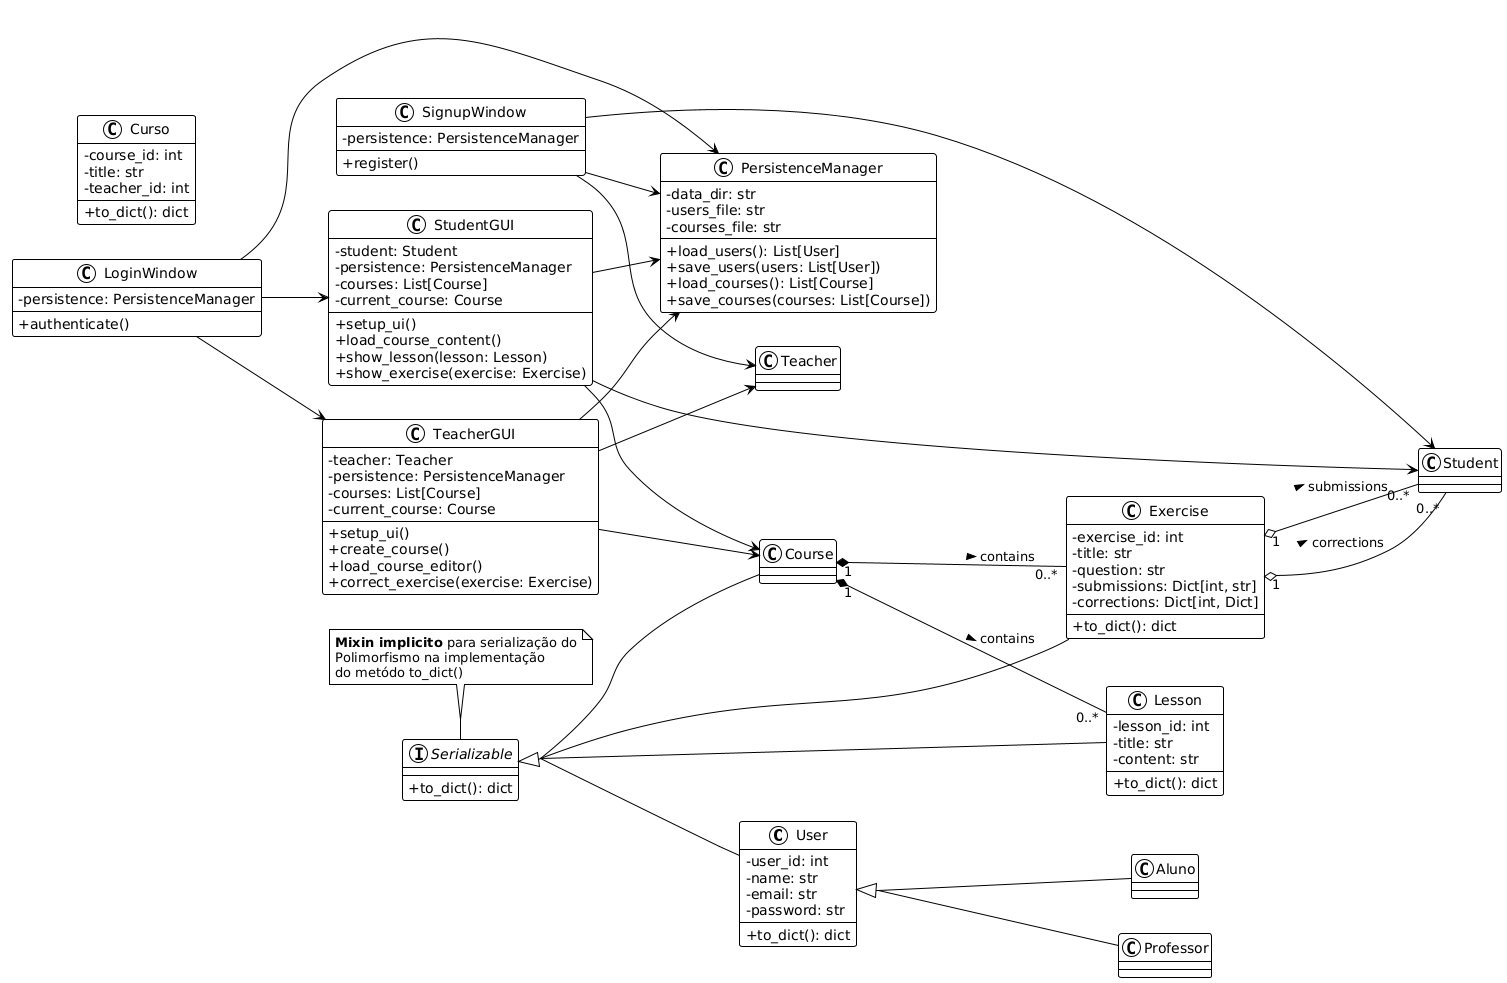 C Curso
-course_id: int
-title: str
-teacher_id: int
+to_dict(): dict
C LoginWindow
-persistence: PersistenceManager
+authenticate()
C SignupWindow
-persistence: PersistenceManager
+register()
C StudentGUI
-student: Student
-persistence: PersistenceManager
-courses: List[Course]
-current_course: Course
+setup_ui()
+load_course_content()
+show_lesson(lesson: Lesson)
+show_exercise(exercise: Exercise)
C TeacherGUI
-teacher: Teacher
-persistence: PersistenceManager
-courses: List[Course]
-current_course: Course
+setup_ui()
+create_course()
+load_course_editor()
+correct_exercise(exercise: Exercise)
Mixin implicito para serialização do
Polimorfismo na implementação
do metódo to_dict()
I Serializable
+to_dict(): dict
C PersistenceManager
-data_dir: str
-users_file: str
-courses_file: str
+load_users(): List[User]
+save_users(users: List[User])
+load_courses(): List[Course]
+save_courses(courses: List[Course])
C Teacher
C Course
1
contains
0..*
1
contains
0..*
C User
-user_id: int
-name: str
-email: str
-password: str
+to_dict(): dict
C Exercise
-exercise_id: int
-title: str
-question: str
-submissions: Dict[int, str]
-corrections: Dict[int, Dict]
+to_dict(): dict
C Lesson
-lesson_id: int
-title: str
-content: str
+to_dict(): dict
C Aluno
C Professor
C Student
submissions
0..*
1
0..*
corrections
1